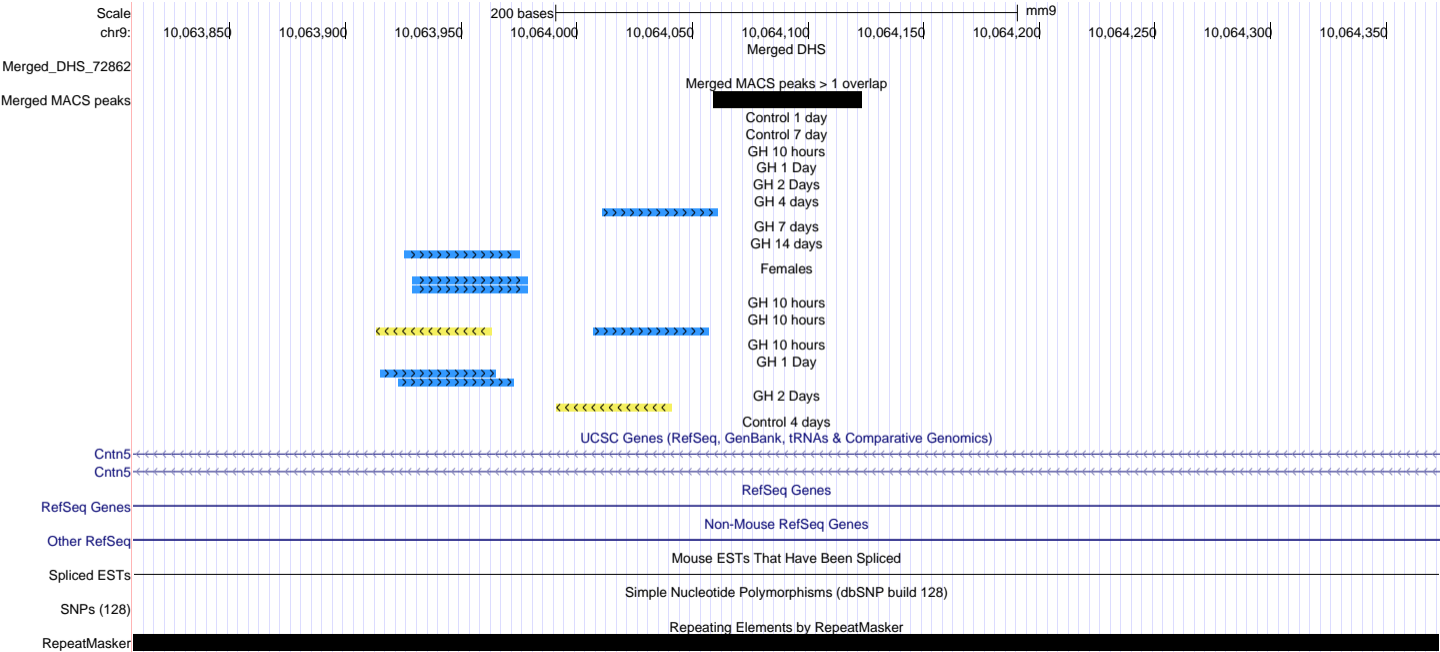 Scale 200 bases mm9
chr9: 10,063,850 10,063,900 10,063,950 10,064,000 10,064,050 10,064,100 10,064,150 10,064,200 10,064,250 10,064,300 10,064,350
Merged DHS
Merged_DHS_72862
Merged MACS peaks > 1 overlap
Merged MACS peaks
Control 1 day
Control 7 day
GH 10 hours
GH 1 Day
GH 2 Days
GH 4 days
GH 7 days
GH 14 days
Females
GH 10 hours
GH 10 hours
GH 10 hours
GH 1 Day
GH 2 Days
Control 4 days
UCSC Genes (RefSeq, GenBank, tRNAs & Comparative Genomics)
Cntn5
Cntn5
RefSeq Genes
RefSeq Genes
Non-Mouse RefSeq Genes
Other RefSeq
Mouse ESTs That Have Been Spliced
Spliced ESTs
Simple Nucleotide Polymorphisms (dbSNP build 128)
SNPs (128)
Repeating Elements by RepeatMasker
RepeatMasker